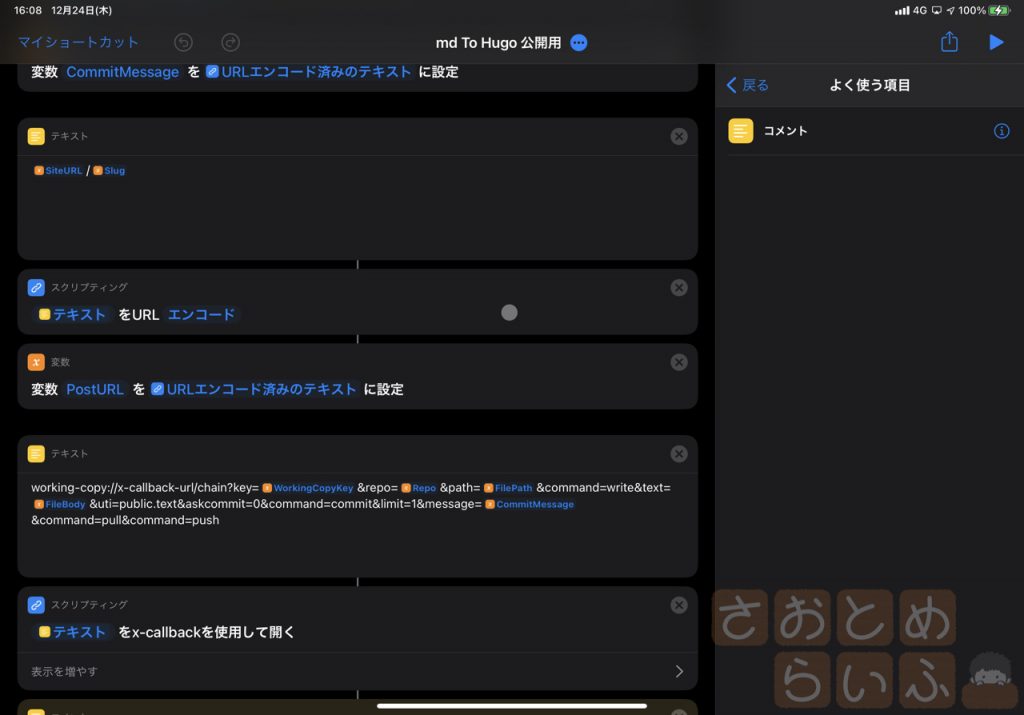 16:08 12月24日(木)
4G 100%
マイショートカット
md To Hugo 公開用
変数 CommitMessage を URLエンコード済みのテキスト に設定
テキスト
SiteURL / Slug
スクリプティング
テキスト をURL エンコード
変数
変数 PostURL を URLエンコード済みのテキスト に設定
テキスト
working-copy://x-callback-url/chain?key= WorkingCopyKey &repo= Repo &path= FilePath &command=write&text=
FileBody &uti=public.text&askcommit=0&command=commit&limit=1&message= CommitMessage
&command=pull&command=push
スクリプティング
テキスト をx-callbackを使用して開く
表示を増やす
戻る
よく使う項目
コメント
さおとめ
らいふ